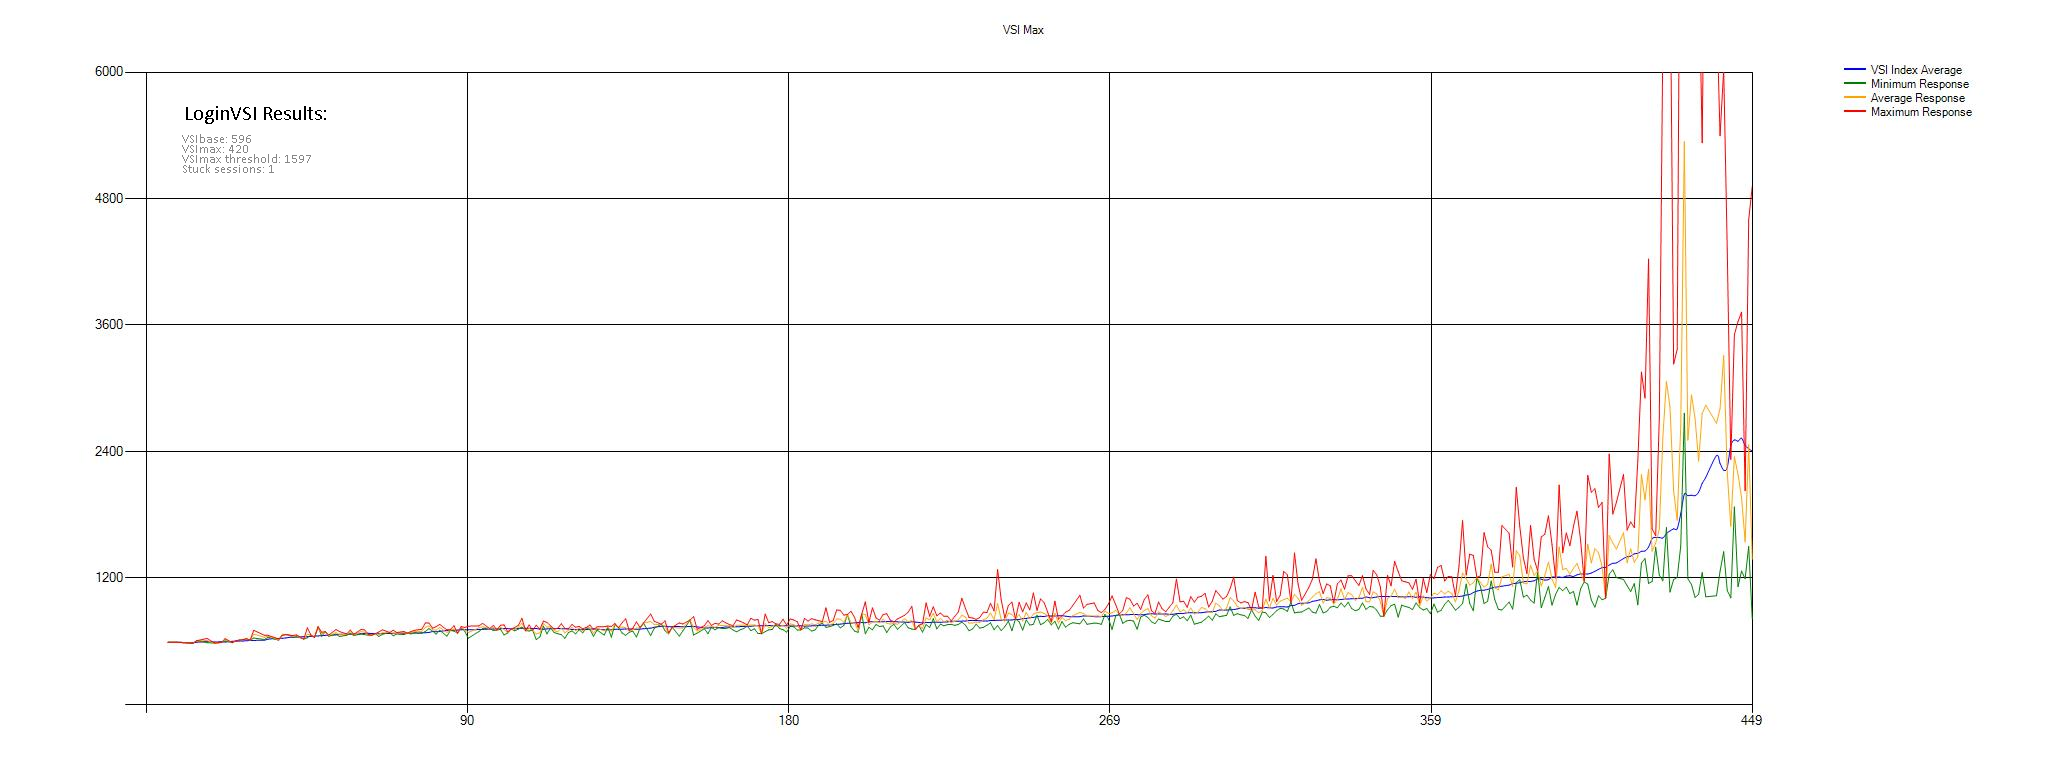 VSI Max
6000
4800
3600
2400
1200
LoginVSI Results:
VSIbase: 596
VSImax: 420
VSImax threshold: 1597
Stuck sessions: 1
VSI Index Average
Minimum Response
Average Response
Maximum Response
90
180
269
359
449